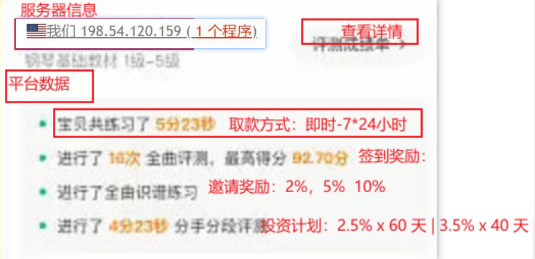 服务器信息
我们 198.54.120.159 ( 1 个程序)
查看详情
评测成绩单 >
钢琴基础教材 1级-5级
平台数据
宝贝共练习了 5分23秒 取款方式：即时-7*24小时
进行了 16次 全曲评测，最高得分 92.70分 签到奖励：
进行了全曲识谱练习 邀请奖励：2%，5% 10%
进行了 4分23秒 分手分段评测 投资计划：2.5% x 60 天 | 3.5% x 40 天